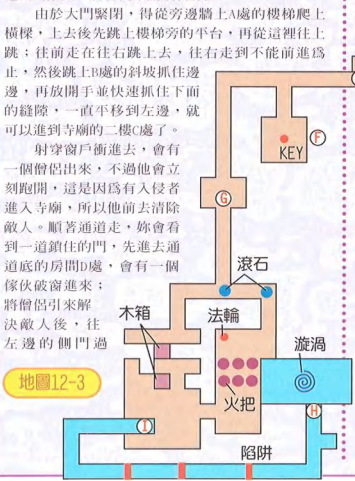 由於大門緊閉，得從旁邊牆上A處的樓梯爬上
橫樑，上去後先跳上樓梯旁的平台，再從這裡往上
跳；往前走在往右跳上去，往右走到不能前進爲
止，然後跳上B處的斜坡抓住邊
邊，再放開手並快速抓住下面
的縫隙，一直平移到左邊，就
可以進到寺廟的二樓C處了。
射穿窗戶衝進去，會有
一個僧侶出來，不過他會立
刻跑開，這是因爲有入侵者
進入寺廟，所以他前去清除
敵人。順著通道走，妳會看
到一道鎖住的門，先進去通
道底的房間D處，會有一個
傢伙破窗進來；
將僧侶引來解
決敵人後，往
左邊的側門過
地圖12-3
KEY
F
G
滾石
木箱
法輪
漩渦
火把
H
I
陷阱